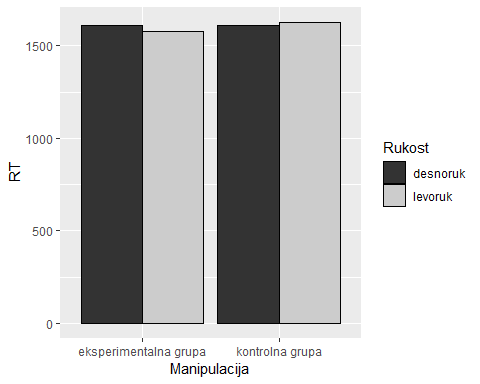 1500
1000
500
0
RT
eksperimentalna grupa
kontrolna grupa
Manipulacija
Rukost
desnoruk
levoruk